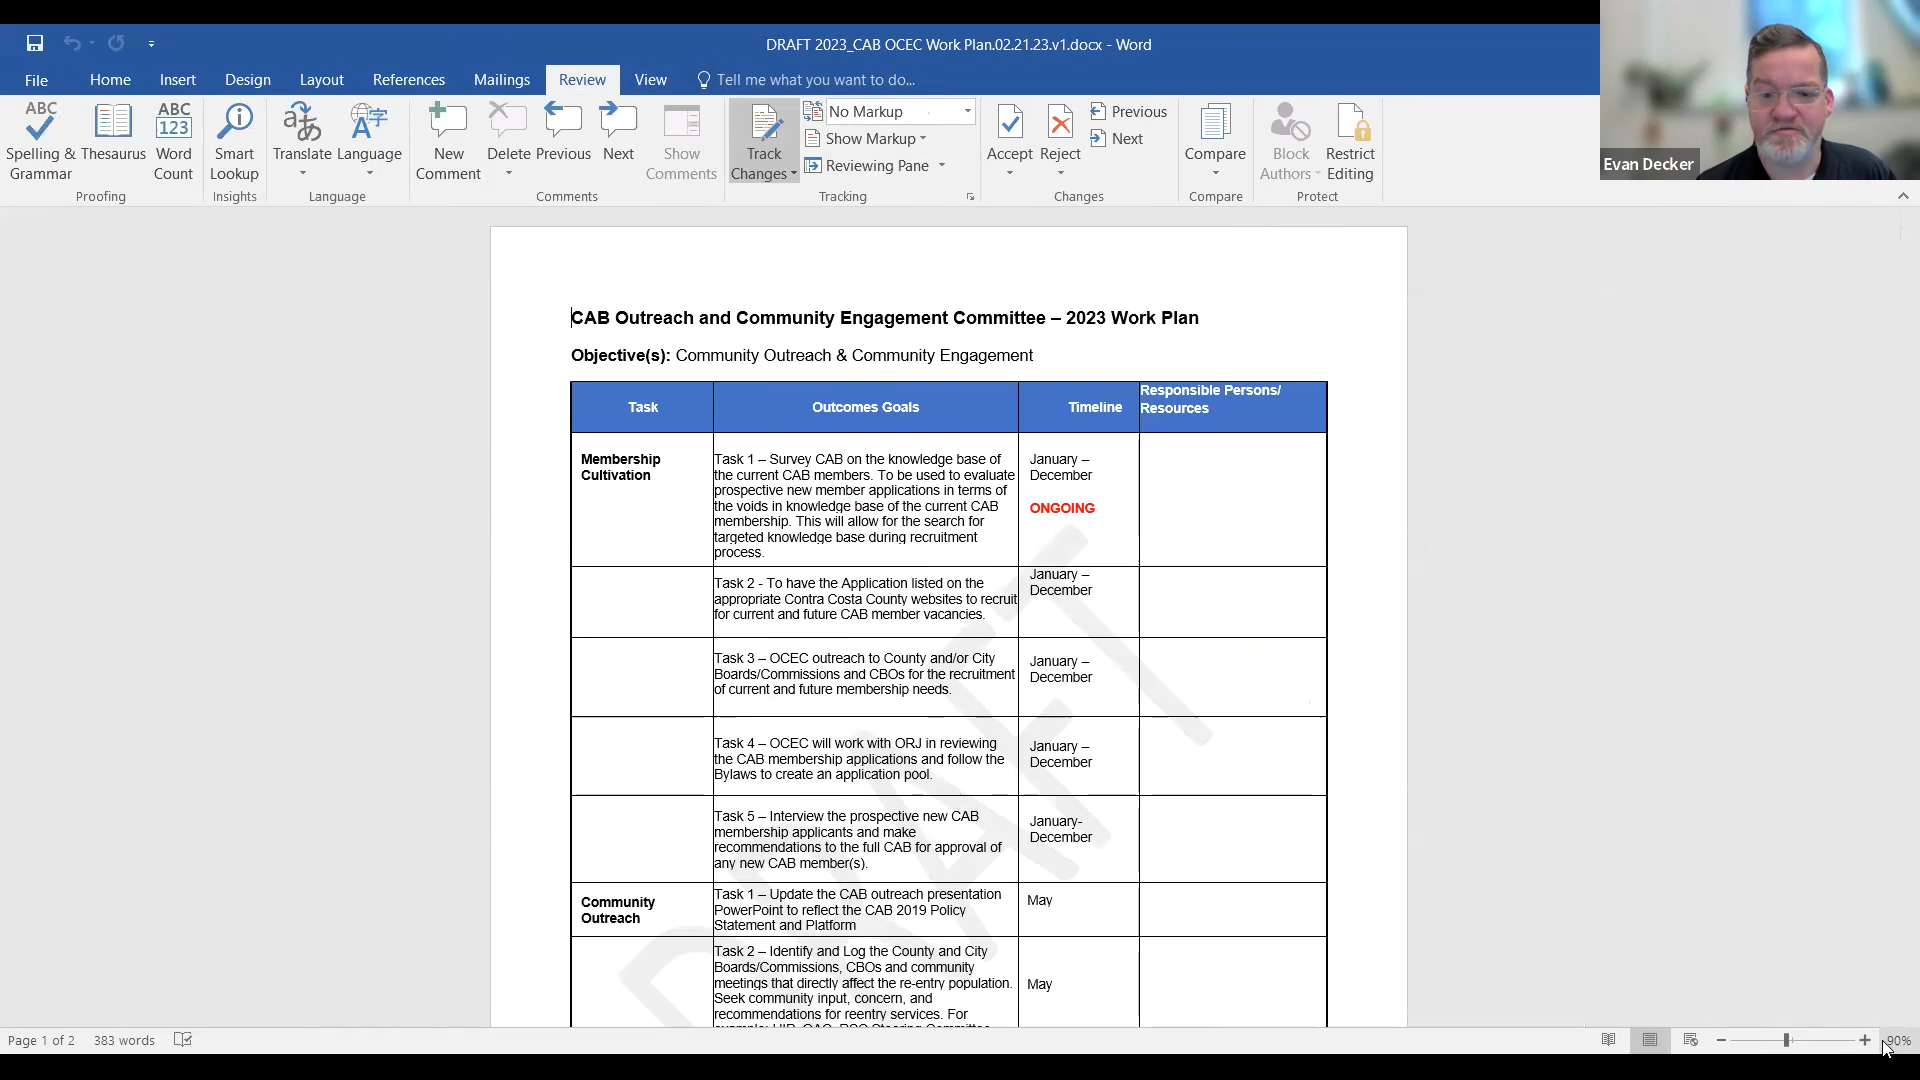 DRAFT 2023_CAB OCEC Work Plan.02.21.23.v1.docx - Word
File Home Insert Design Layout References Mailings Review View Tell me what you want to do...
ABC
Spelling &
Grammar
Thesaurus
ABC
123
Word
Count
Proofing
Smart
Lookup
Insights
Translate
Language
Language
New
Comment
Delete
Previous
Next
Show
Comments
Comments
Track
Changes
No Markup
Show Markup
Reviewing Pane
Tracking
Accept
Reject
Previous
Next
Changes
Compare
Compare
Block
Authors
Restrict
Editing
Protect
Evan Decker
CAB Outreach and Community Engagement Committee – 2023 Work Plan
Objective(s): Community Outreach & Community Engagement
Task
Outcomes Goals
Timeline
Responsible Persons/
Resources
Membership
Cultivation
Task 1 – Survey CAB on the knowledge base of
the current CAB members. To be used to evaluate
prospective new member applications in terms of
the voids in knowledge base of the current CAB
membership. This will allow for the search for
targeted knowledge base during recruitment
process.
January –
December
ONGOING
Task 2 - To have the Application listed on the
appropriate Contra Costa County websites to recruit
for current and future CAB member vacancies.
January –
December
Task 3 – OCEC outreach to County and/or City
Boards/Commissions and CBOs for the recruitment
of current and future membership needs.
January –
December
Task 4 – OCEC will work with ORJ in reviewing
the CAB membership applications and follow the
Bylaws to create an application pool.
January –
December
Task 5 – Interview the prospective new CAB
membership applicants and make
recommendations to the full CAB for approval of
any new CAB member(s).
January-
December
Community
Outreach
Task 1 – Update the CAB outreach presentation
PowerPoint to reflect the CAB 2019 Policy
Statement and Platform
May
Task 2 – Identify and Log the County and City
Boards/Commissions, CBOs and community
meetings that directly affect the re-entry population.
Seek community input, concern, and
recommendations for reentry services. For
May
DRAFT
Page 1 of 2 383 words
90%